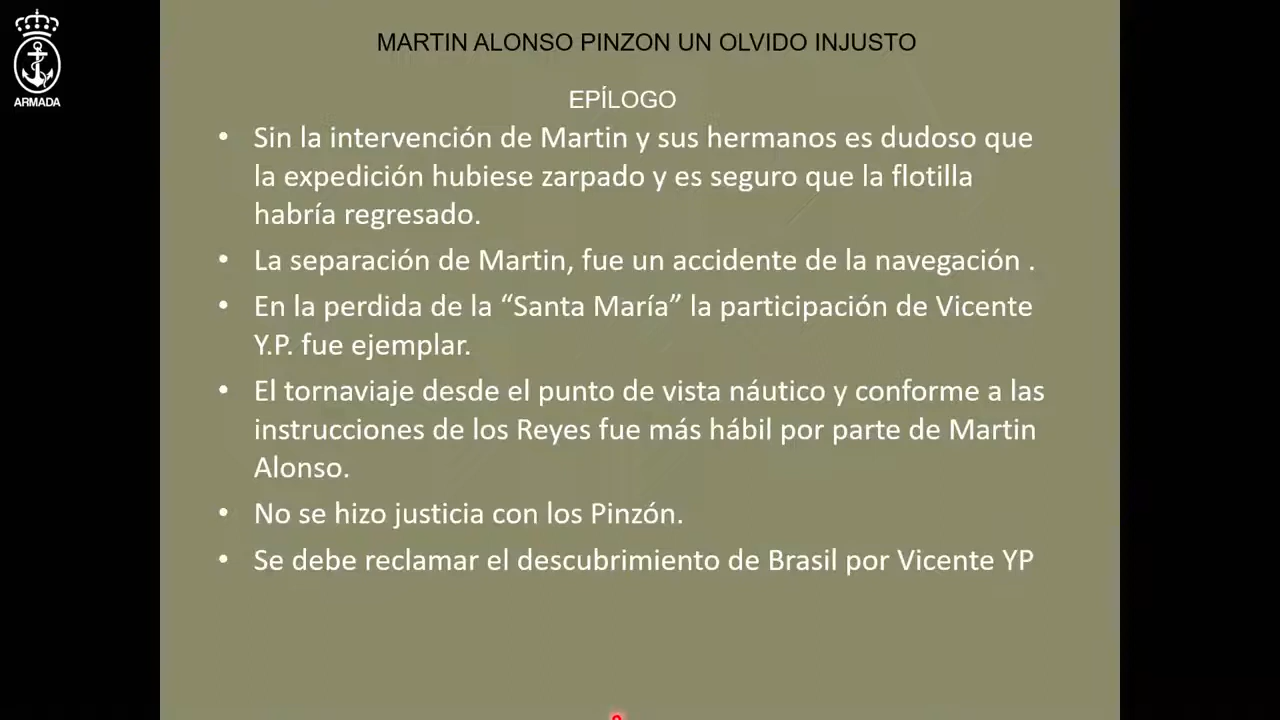 ARMADA
MARTIN ALONSO PINZON UN OLVIDO INJUSTO
EPÍLOGO
• Sin la intervención de Martin y sus hermanos es dudoso que
la expedición hubiese zarpado y es seguro que la flotilla
habría regresado.
• La separación de Martin, fue un accidente de la navegación .
• En la perdida de la “Santa María” la participación de Vicente
Y.P. fue ejemplar.
• El tornaviaje desde el punto de vista náutico y conforme a las
instrucciones de los Reyes fue más hábil por parte de Martin
Alonso.
• No se hizo justicia con los Pinzón.
• Se debe reclamar el descubrimiento de Brasil por Vicente YP